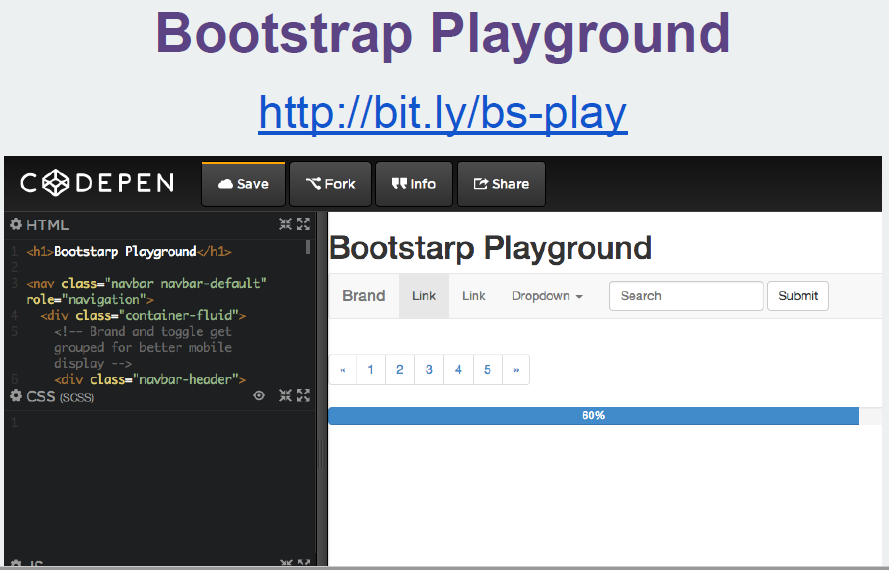 Bootstrap Playground
http://bit.ly/bs-play
CODEPEN Save Fork Info Share
HTML
1 <h1>Bootstarp Playground</h1>
2
3 <nav class="navbar navbar-default"
role="navigation">
4 <div class="container-fluid">
5 <!-- Brand and toggle get
grouped for better mobile
display -->
6 <div class="navbar-header">
CSS (SCSS)
1
JS
Bootstarp Playground
Brand Link Link Dropdown Search Submit
« 1 2 3 4 5 »
60%